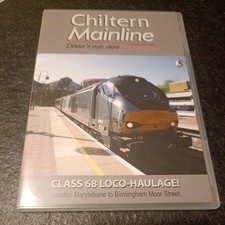 Chiltern
Mainline
Driver's eye view
CLASS 68 LOCO-HAULAGE!
London Marylebone to Birmingham Moor Street.